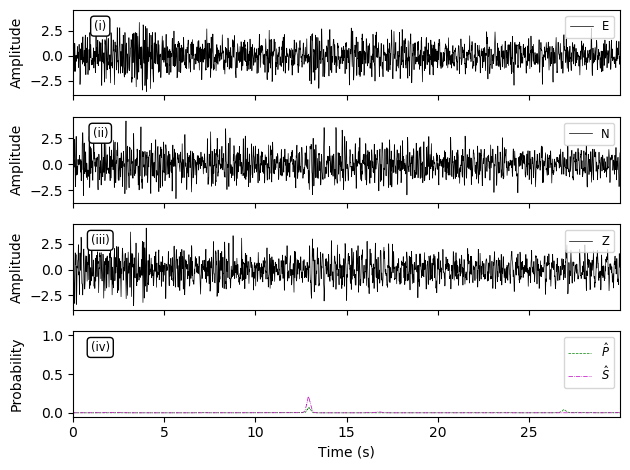 (i)
E
Amplitude
2.5
0.0
−2.5
(ii)
N
Amplitude
2.5
0.0
−2.5
(iii)
Z
Amplitude
2.5
0.0
−2.5
(iv)
P̂
Ŝ
Probability
1.0
0.5
0.0
0 5 10 15 20 25
Time (s)